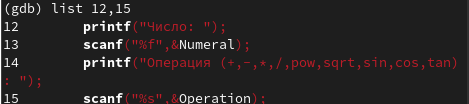 (gdb) list 12,15
12          printf("Число: ");
13          scanf("%f",&Numeral);
14          printf("Операция (+,-,*,/,pow,sqrt,sin,cos,tan)
: ");
15          scanf("%s",&Operation);